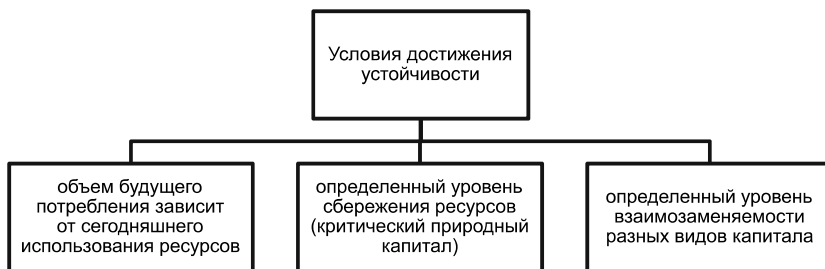 Условия достижения
устойчивости
объем будущего
потребления зависит
от сегодняшнего
использования ресурсов
определенный уровень
сбережения ресурсов
(критический природный
капитал)
определенный уровень
взаимозаменяемости
разных видов капитала